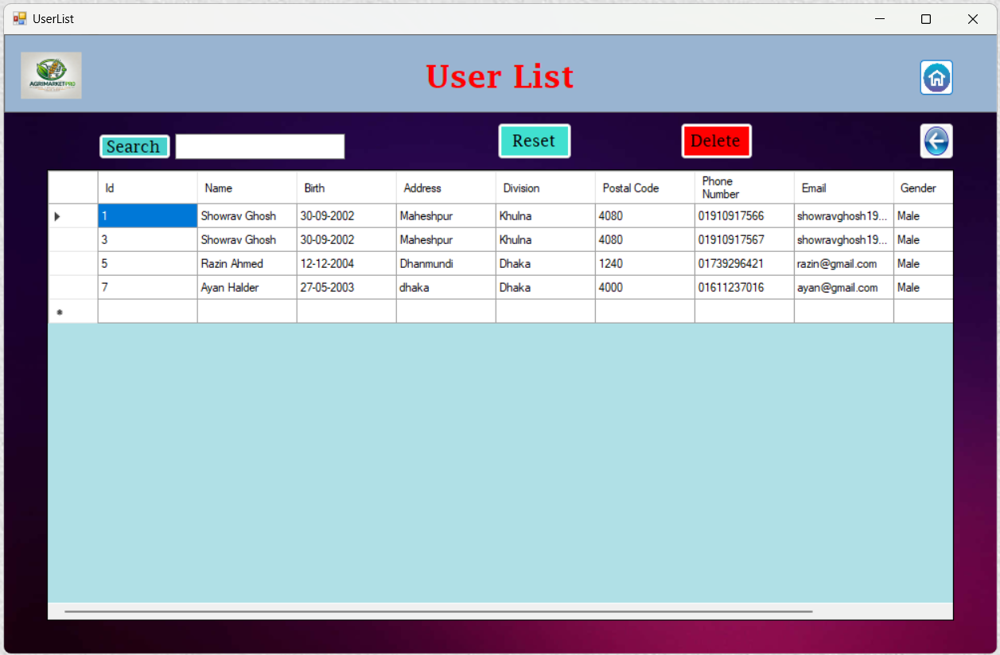 UserList
AGRIMARKETPRO
User List
Search
Reset
Delete
Id Name Birth Address Division Postal Code Phone Number Email Gender
1 Showrav Ghosh 30-09-2002 Maheshpur Khulna 4080 01910917566 showravghosh19... Male
3 Showrav Ghosh 30-09-2002 Maheshpur Khulna 4080 01910917567 showravghosh19... Male
5 Razin Ahmed 12-12-2004 Dhanmundi Dhaka 1240 01739296421 razin@gmail.com Male
7 Ayan Halder 27-05-2003 dhaka Dhaka 4000 01611237016 ayan@gmail.com Male